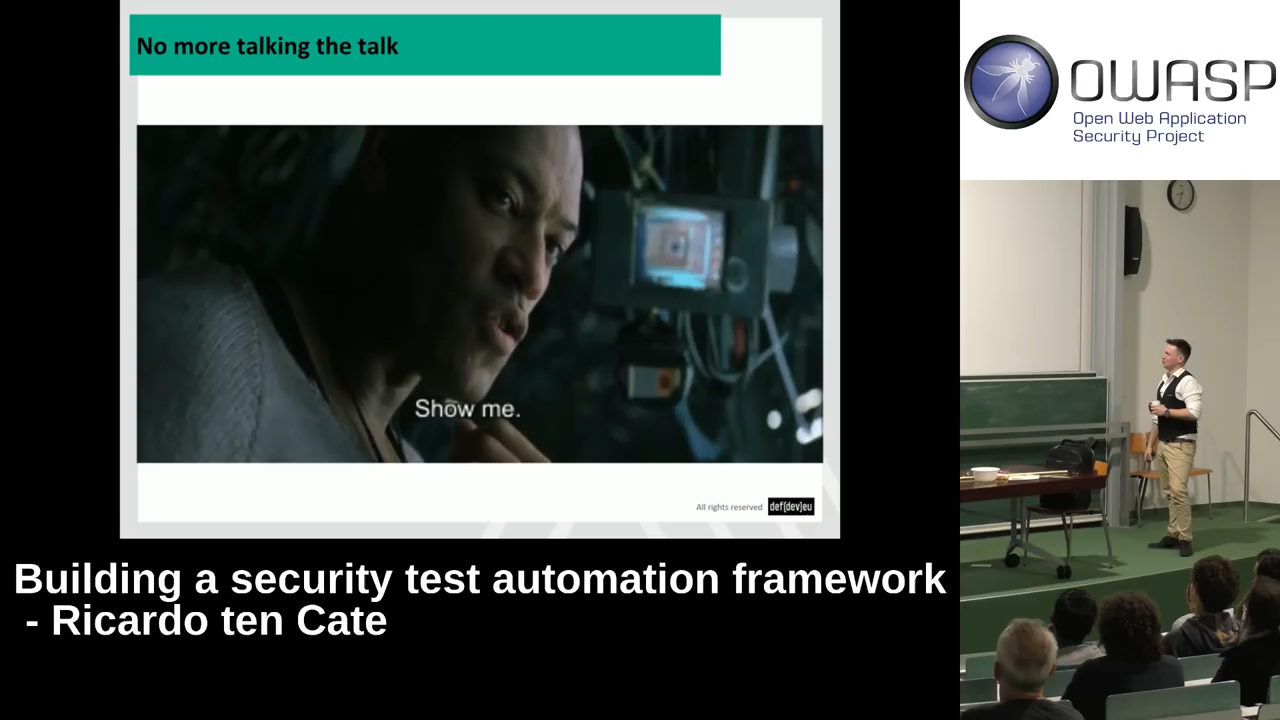 No more talking the talk
Show me.
All rights reserved def[dev]eu
Building a security test automation framework
- Ricardo ten Cate
OWASP
Open Web Application
Security Project